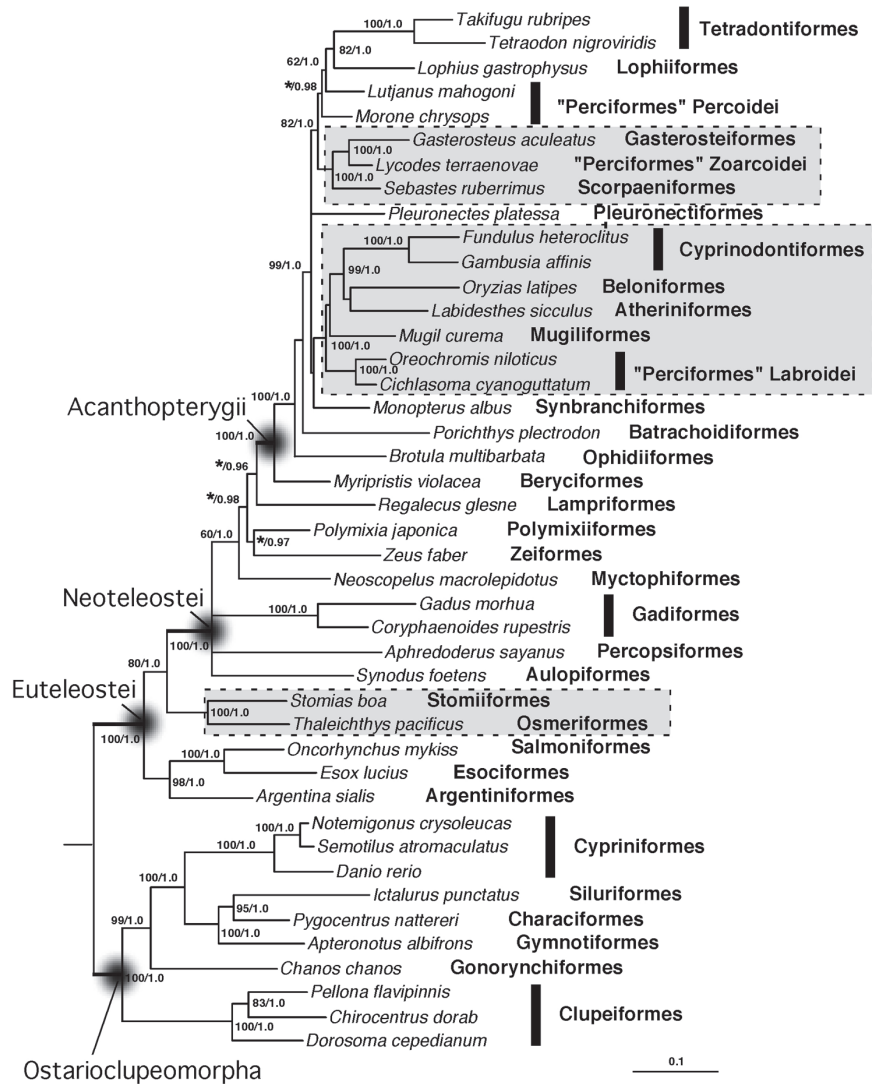 100/1.0 Takifugu rubripes
Tetradontiformes
82/1.0 Tetraodon nigroviridis
62/1.0 Lophius gastrophysus Lophiiformes
*/0.98 Lutjanus mahogoni
"Perciformes" Percoidei
Morone chrysops
82/1.0
Gasterosteus aculeatus Gasterosteiformes
100/1.0
Lycodes terraenovae "Perciformes" Zoarcoidei
100/1.0
Sebastes ruberrimus Scorpaeniformes
Pleuronectes platessa Pleuronectiformes
100/1.0 Fundulus heteroclitus
Cyprinodontiformes
Gambusia affinis
99/1.0
99/1.0
Oryzias latipes Beloniformes
Labidesthes sicculus Atheriniformes
Mugil curema Mugiliformes
100/1.0
Oreochromis niloticus
100/1.0
"Perciformes" Labroidei
Cichlasoma cyanoguttatum
100/1.0
Acanthopterygii
Monopterus albus Synbranchiformes
100/1.0
Porichthys plectrodon Batrachoidiformes
Brotula multibarbata Ophidiiformes
*/0.96
Myripristis violacea Beryciformes
*/0.98
Regalecus glesne Lampriformes
60/1.0
Polymixia japonica Polymixiiformes
*/0.97
Zeus faber Zeiformes
Neoscopelus macrolepidotus Myctophiformes
Neoteleostei
Gadus morhua
100/1.0
Gadiformes
Coryphaenoides rupestris
100/1.0
Aphredoderus sayanus Percopsiformes
80/1.0
Synodus foetens Aulopiformes
Euteleostei
Stomias boa Stomiiformes
100/1.0
Thaleichthys pacificus Osmeriformes
100/1.0
Oncorhynchus mykiss Salmoniformes
100/1.0
Esox lucius Esociformes
98/1.0
Argentina sialis Argentiniformes
Notemigonus crysoleucas
100/1.0
Semotilus atromaculatus Cypriniformes
100/1.0
Danio rerio
100/1.0
Ictalurus punctatus Siluriformes
95/1.0
Pygocentrus nattereri Characiformes
99/1.0
100/1.0
Apteronotus albifrons Gymnotiformes
Chanos chanos Gonorynchiformes
100/1.0
Pellona flavipinnis
83/1.0
Chirocentrus dorab Clupeiformes
100/1.0
Dorosoma cepedianum
Ostarioclupeomorpha
0.1